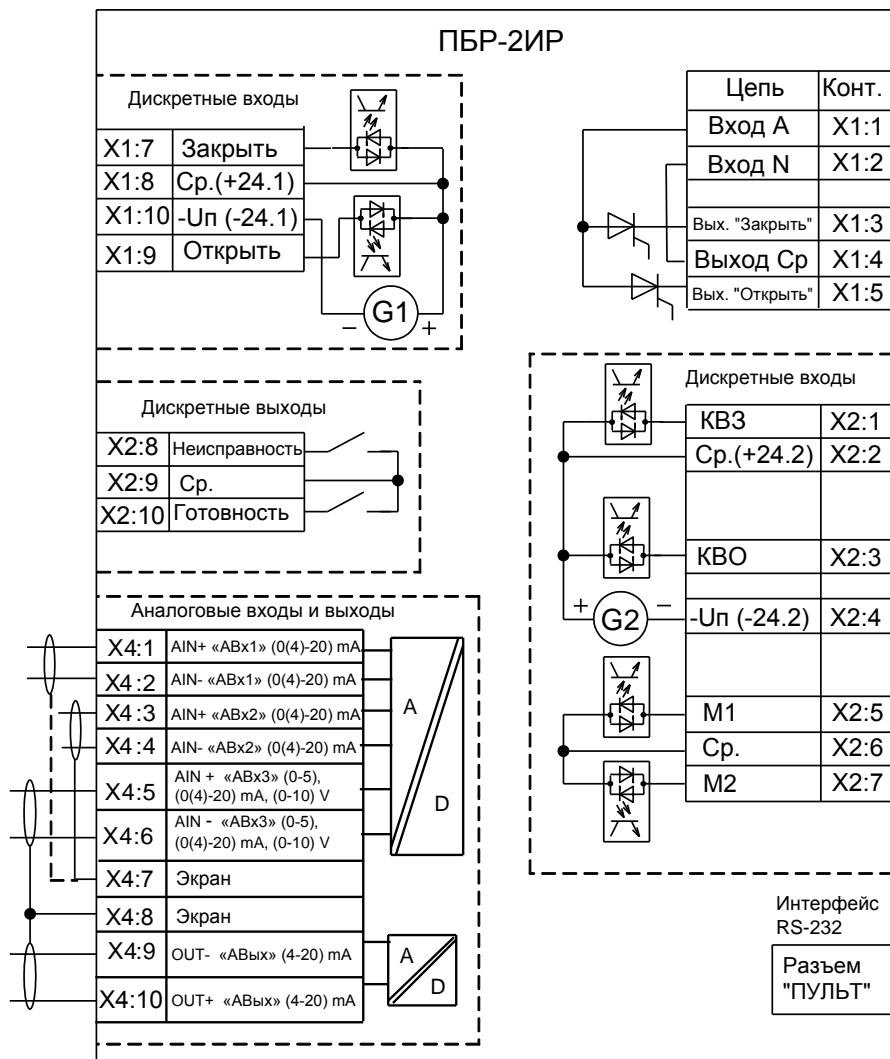 ПБР-2ИР
Дискретные входы
X1:7 Закрыть
X1:8 Ср.(+24.1)
X1:10 -Uп (-24.1)
X1:9 Открыть
− G1 +
Цепь Конт.
Вход А X1:1
Вход N X1:2
Вых. "Закрыть" X1:3
Выход Ср X1:4
Вых. "Открыть" X1:5
Дискретные выходы
X2:8 Неисправность
X2:9 Ср.
X2:10 Готовность
Дискретные входы
КВЗ X2:1
Ср.(+24.2) X2:2
КВО X2:3
+ G2 − -Uп (-24.2) X2:4
М1 X2:5
Ср. X2:6
М2 X2:7
Аналоговые входы и выходы
X4:1 AIN+ «АВх1» (0(4)-20) mA
X4:2 AIN- «АВх1» (0(4)-20) mA
X4:3 AIN+ «АВх2» (0(4)-20) mA
X4:4 AIN- «АВх2» (0(4)-20) mA
X4:5 AIN + «АВх3» (0-5),
(0(4)-20) mA, (0-10) V
X4:6 AIN - «АВх3» (0-5),
(0(4)-20) mA, (0-10) V
A
D
X4:7 Экран
X4:8 Экран
X4:9 OUT- «АВых» (4-20) mA
X4:10 OUT+ «АВых» (4-20) mA
A
D
Интерфейс
RS-232
Разъем
"ПУЛЬТ"